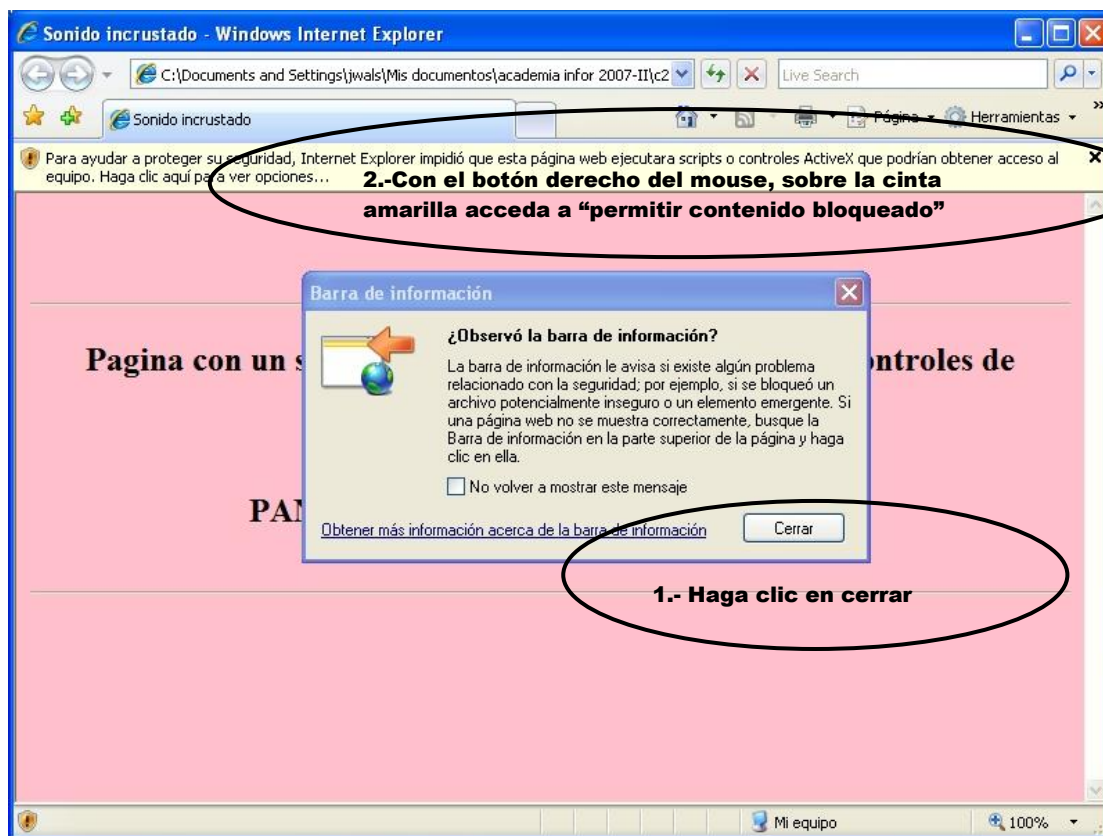 Sonido incrustado - Windows Internet Explorer
C:\Documents and Settings\jwals\Mis documentos\academia infor 2007-II\c2
Live Search
Sonido incrustado
Página
Herramientas
»
Para ayudar a proteger su seguridad, Internet Explorer impidió que esta página web ejecutara scripts o controles ActiveX que podrían obtener acceso al
equipo. Haga clic aquí para ver opciones...
2.-Con el botón derecho del mouse, sobre la cinta
amarilla acceda a “permitir contenido bloqueado”
Barra de información
¿Observó la barra de información?
La barra de información le avisa si existe algún problema
relacionado con la seguridad; por ejemplo, si se bloqueó un
archivo potencialmente inseguro o un elemento emergente. Si
una página web no se muestra correctamente, busque la
Barra de información en la parte superior de la página y haga
clic en ella.
No volver a mostrar este mensaje
Obtener más información acerca de la barra de información
Cerrar
Pagina con un s ntroles de
PAN
1.- Haga clic en cerrar
Mi equipo
100%